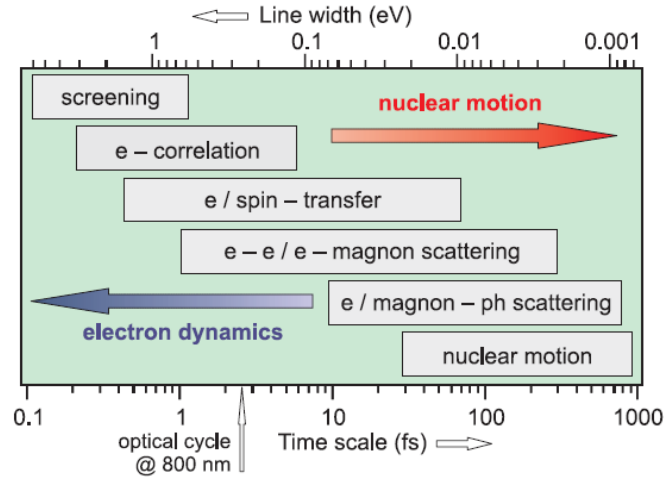 Line width (eV)
1 0.1 0.01 0.001
screening
nuclear motion
e – correlation
e / spin – transfer
e – e / e – magnon scattering
e / magnon – ph scattering
electron dynamics
nuclear motion
0.1 1 10 100 1000
optical cycle
@ 800 nm
Time scale (fs)